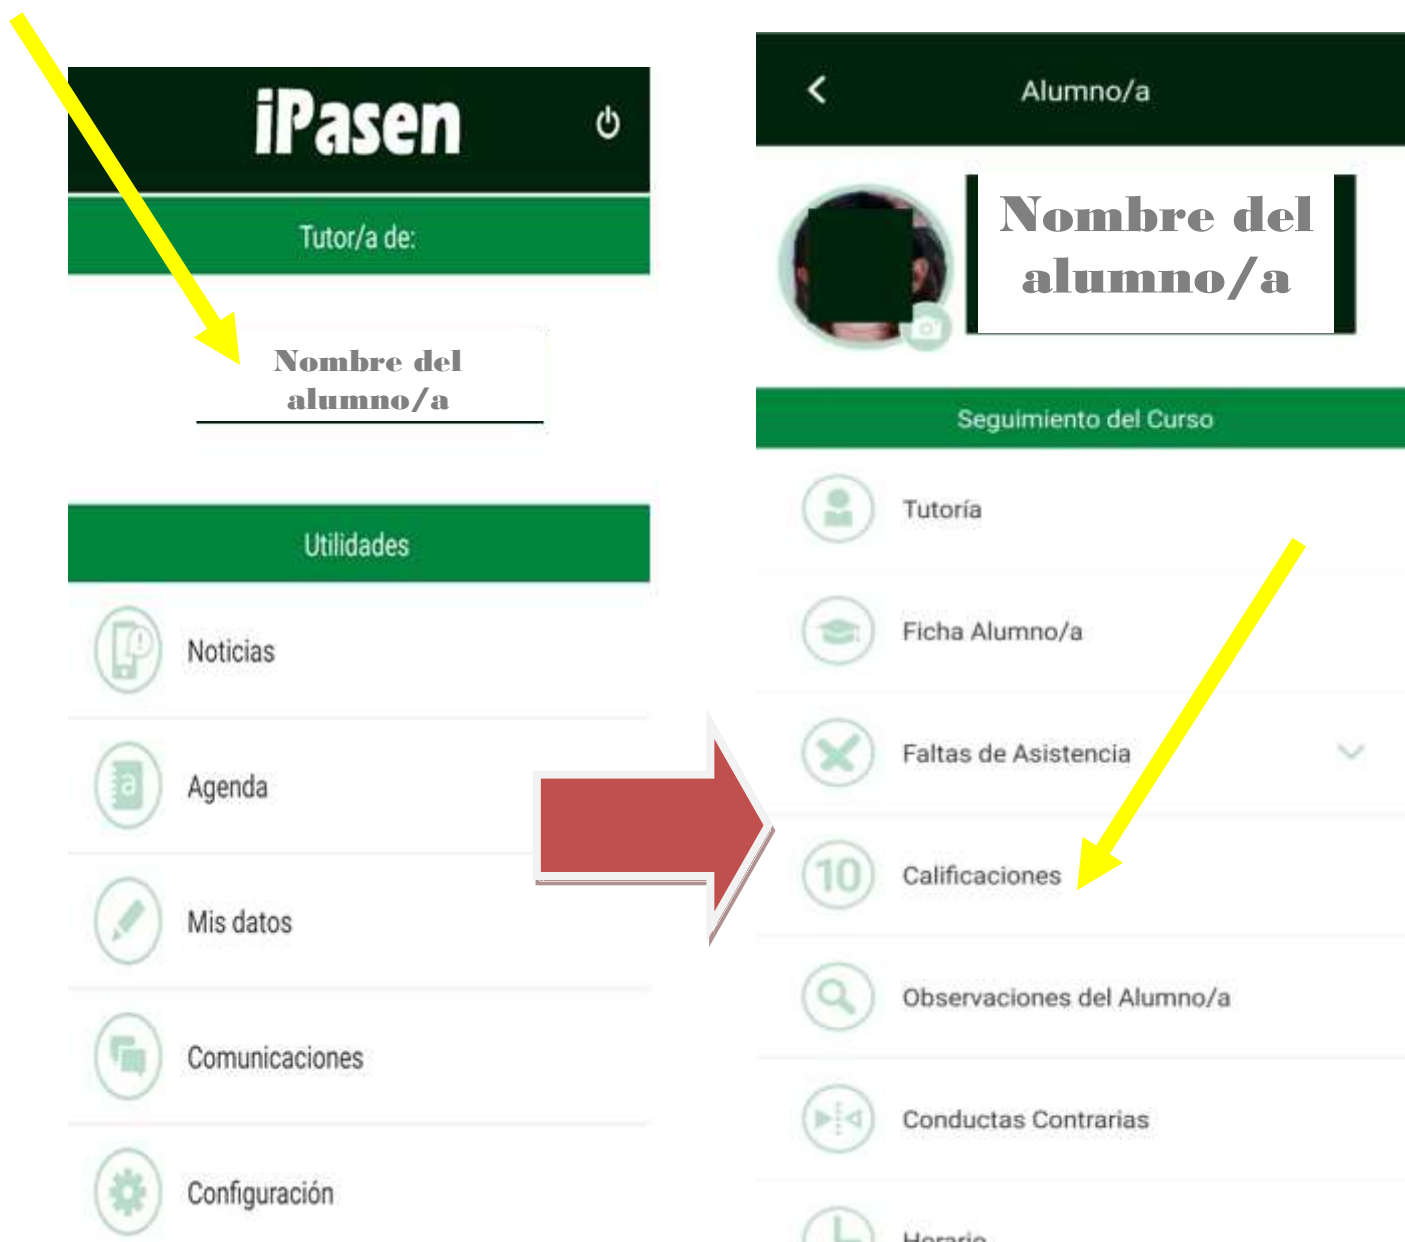 iPasen
Tutor/a de:
Nombre del
alumno/a
Utilidades
Noticias
a
Agenda
Mis datos
Comunicaciones
Configuración
Alumno/a
Nombre del
alumno/a
Seguimiento del Curso
Tutoría
Ficha Alumno/a
Faltas de Asistencia
10
Calificaciones
Observaciones del Alumno/a
Conductas Contrarias
Horario